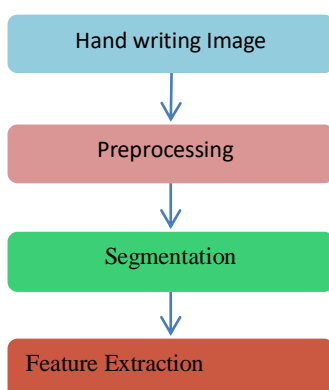 Hand writing Image
Preprocessing
Segmentation
Feature Extraction